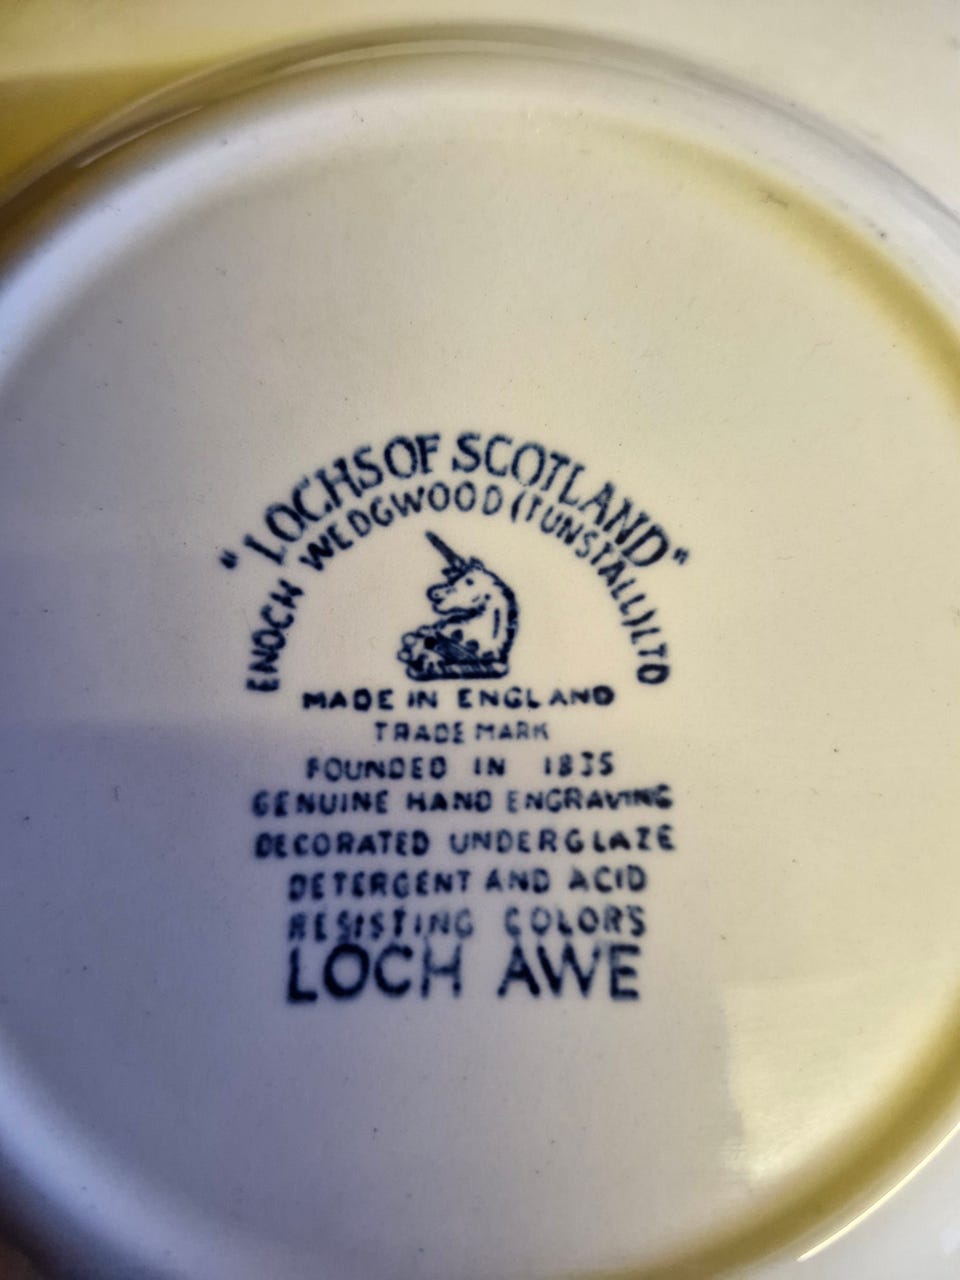 "LOCHS OF SCOTLAND"
ENOCH WEDGWOOD (TUNSTALL) LTD
MADE IN ENGLAND
TRADE MARK
FOUNDED IN 1835
GENUINE HAND ENGRAVING
DECORATED UNDERGLAZE
DETERGENT AND ACID
RESISTING COLORS
LOCH AWE